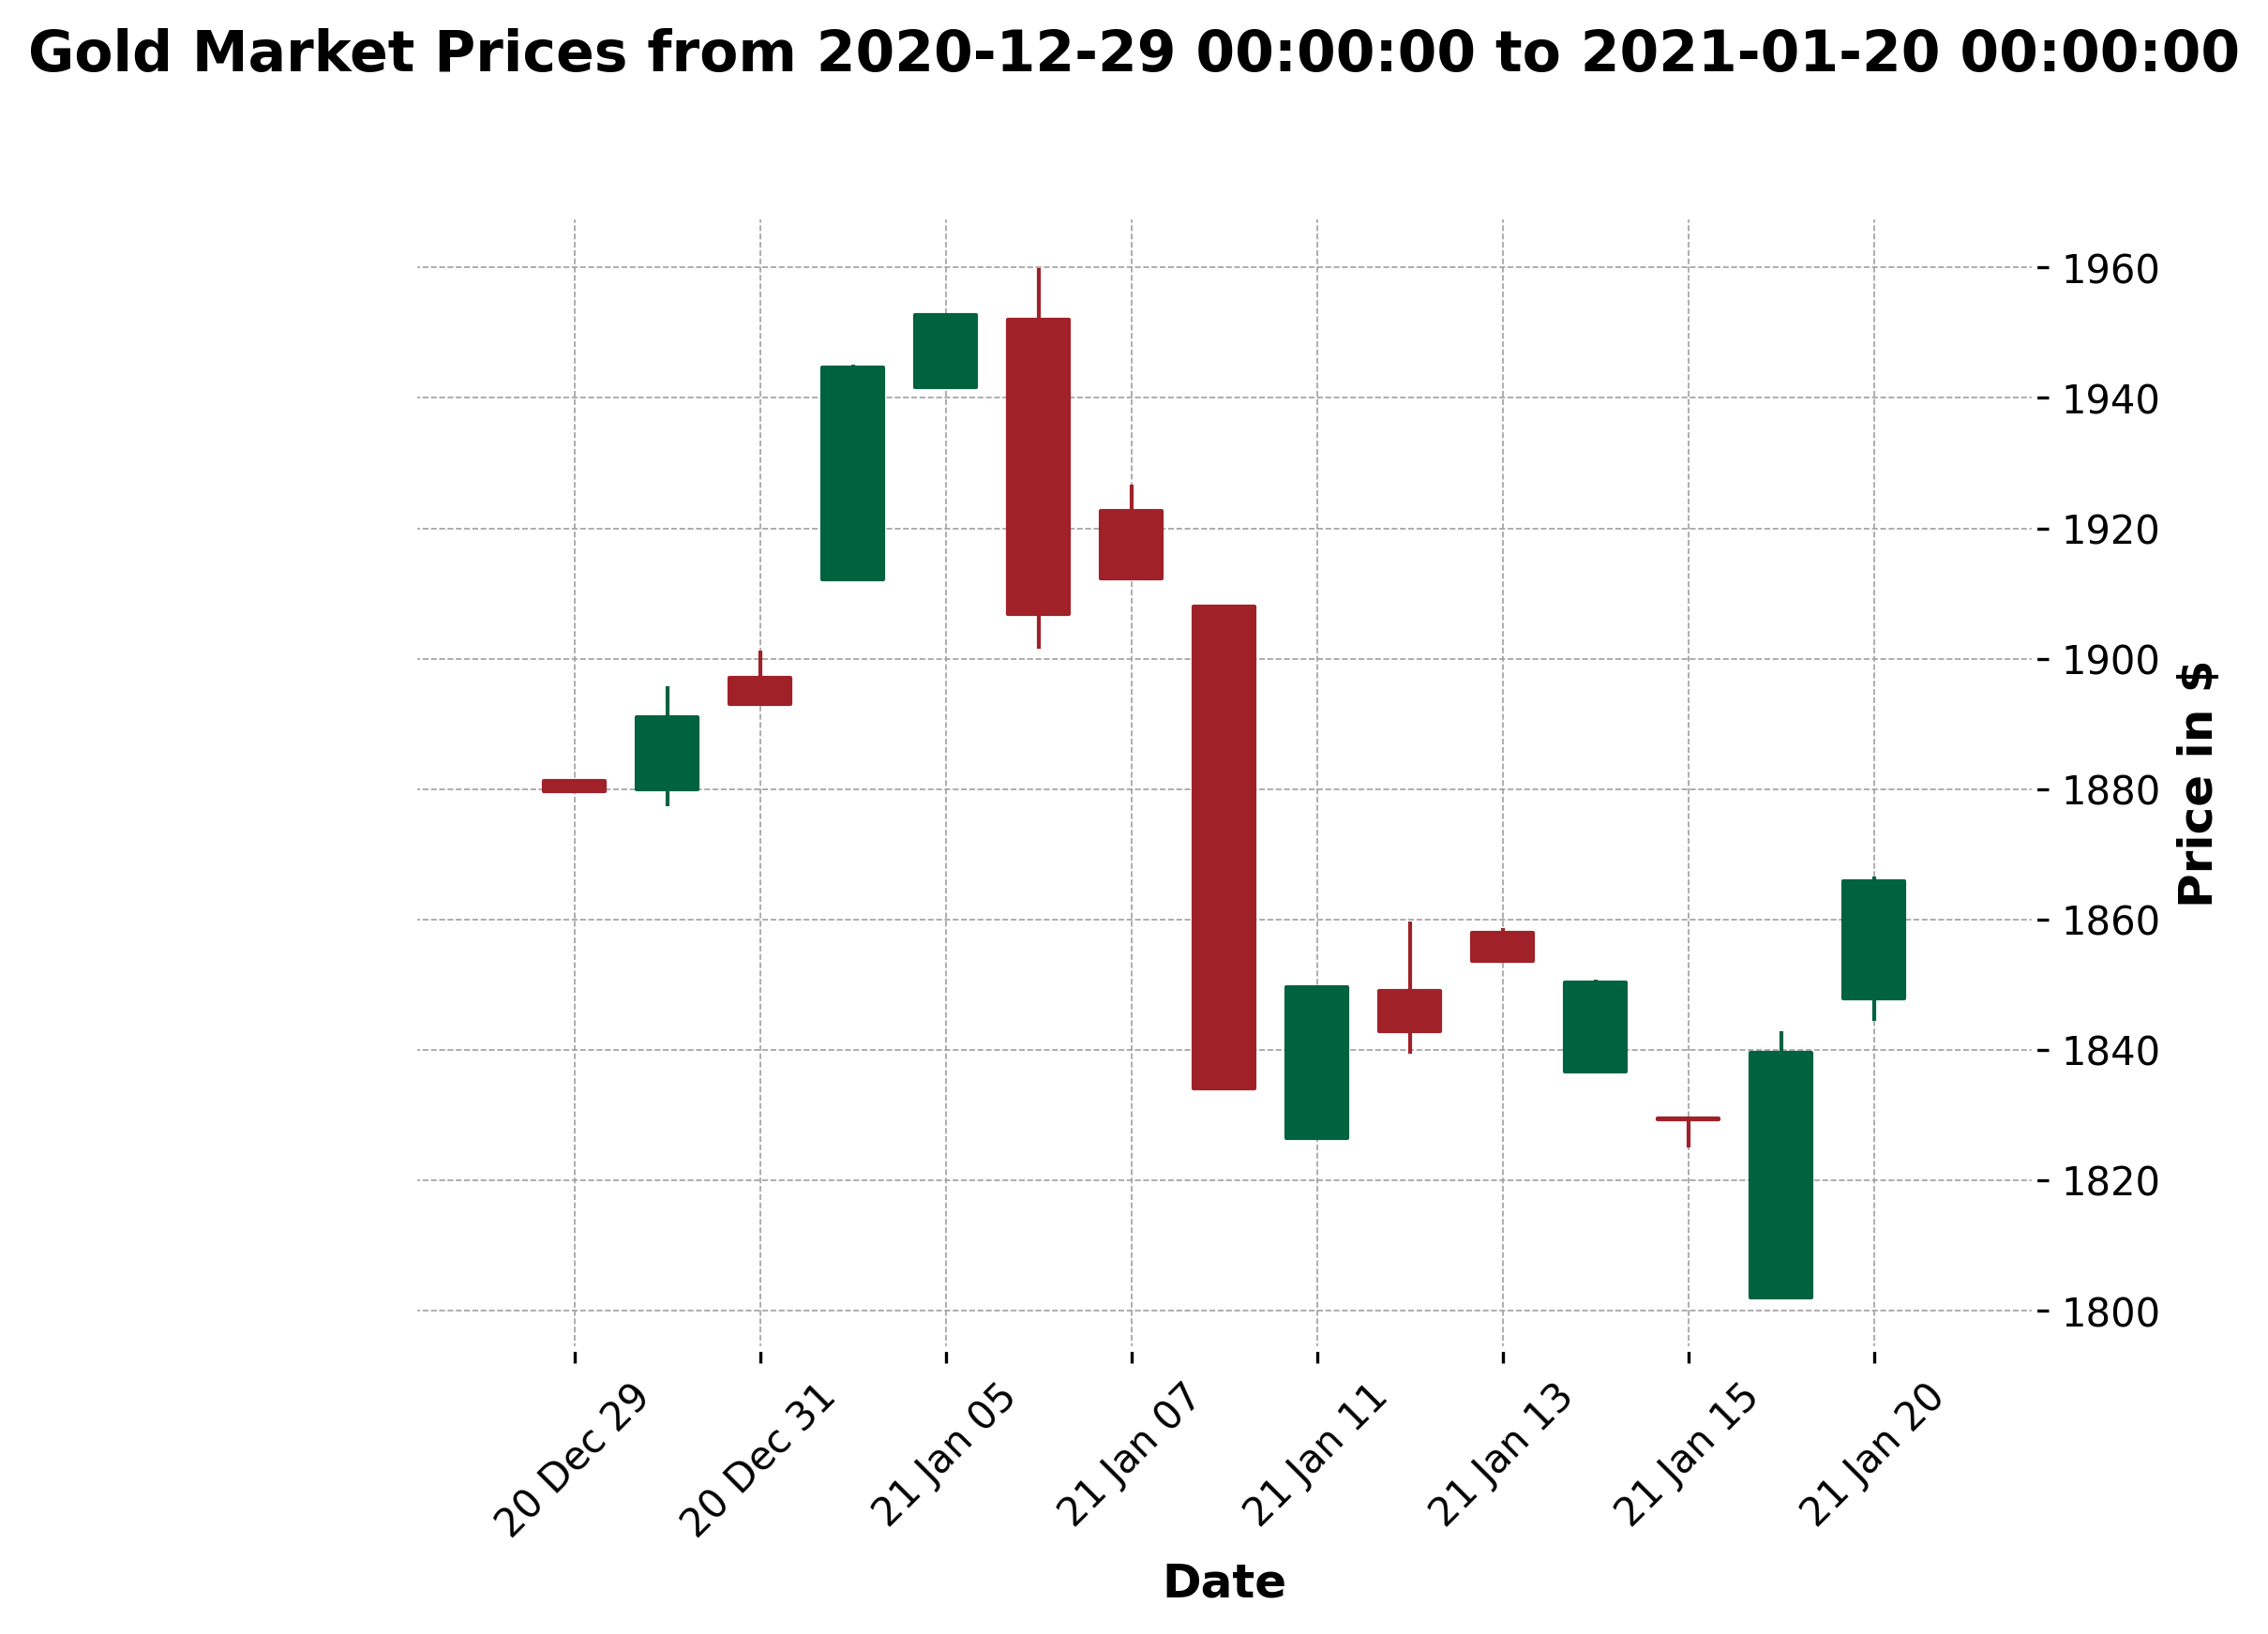 Gold Market Prices from 2020-12-29 00:00:00 to 2021-01-20 00:00:00
1960
1940
1920
1900
1880
1860
1840
1820
1800
Price in $
20 Dec 29
20 Dec 31
21 Jan 05
21 Jan 07
21 Jan 11
21 Jan 13
21 Jan 15
21 Jan 20
Date